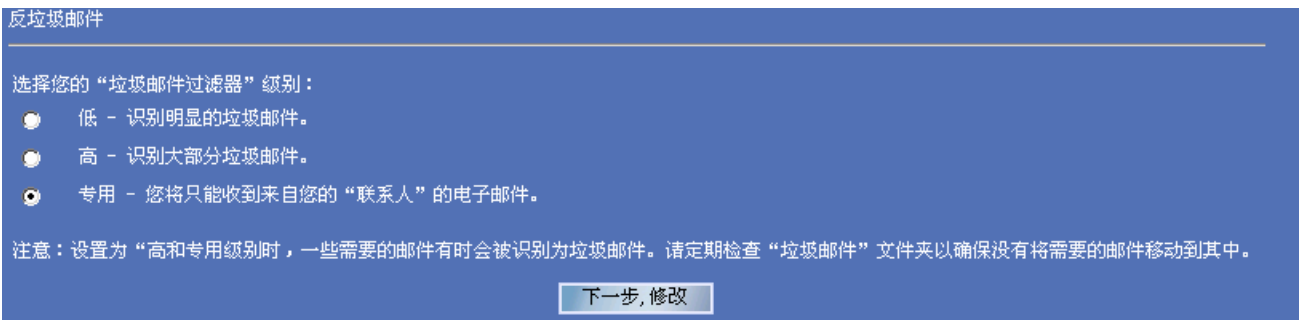 反垃圾邮件
选择您的“垃圾邮件过滤器”级别：
低 - 识别明显的垃圾邮件。
高 - 识别大部分垃圾邮件。
专用 - 您将只能收到来自您的“联系人”的电子邮件。
注意：设置为“高和专用级别时，一些需要的邮件有时会被识别为垃圾邮件。请定期检查“垃圾邮件”文件夹以确保没有将需要的邮件移动到其中。
下一步,修改